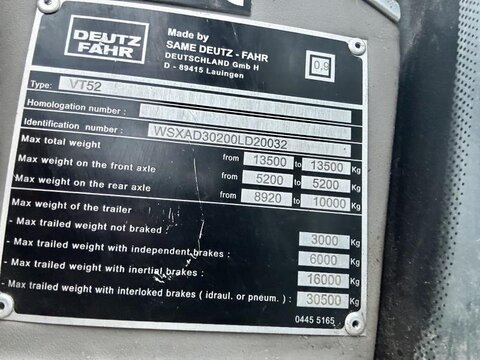 DEUTZ
FAHR
Made by
SAME DEUTZ - FAHR
DEUTSCHLAND Gmb H
D - 89415 Lauingen
0,9
Type: VT52
Homologation number :
Identification number : WSXAD30200LD20032
Max total weight from 13500 to 13500 Kg
Max weight on the front axle from 5200 to 5200 Kg
Max weight on the rear axle from 8920 to 10000 Kg
Max weight of the trailer
- Max trailed weight not braked : 3000 Kg
- Max trailed weight with independent brakes : 6000 Kg
- Max trailed weight with inertial brakes : 16000 Kg
- Max trailed weight with interloked brakes ( idraul. or pneum. ) : 30500 Kg
0445 5165